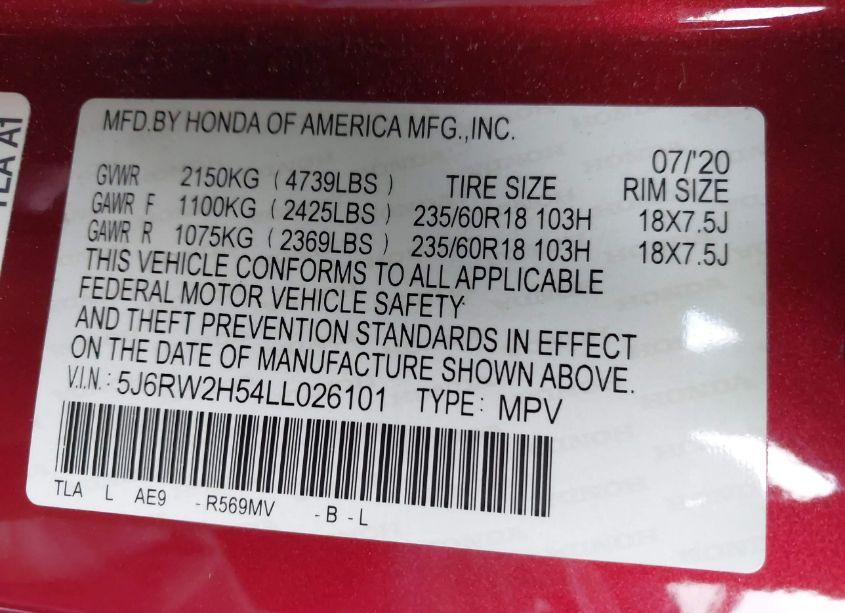 TLA A1
MFD.BY HONDA OF AMERICA MFG.,INC.
07/'20
GVWR 2150KG (4739LBS) TIRE SIZE RIM SIZE
GAWR F 1100KG (2425LBS) 235/60R18 103H 18X7.5J
GAWR R 1075KG (2369LBS) 235/60R18 103H 18X7.5J
THIS VEHICLE CONFORMS TO ALL APPLICABLE
FEDERAL MOTOR VEHICLE SAFETY
AND THEFT PREVENTION STANDARDS IN EFFECT
ON THE DATE OF MANUFACTURE SHOWN ABOVE.
V.I.N.: 5J6RW2H54LL026101 TYPE: MPV
TLA L AE9 -R569MV -B -L